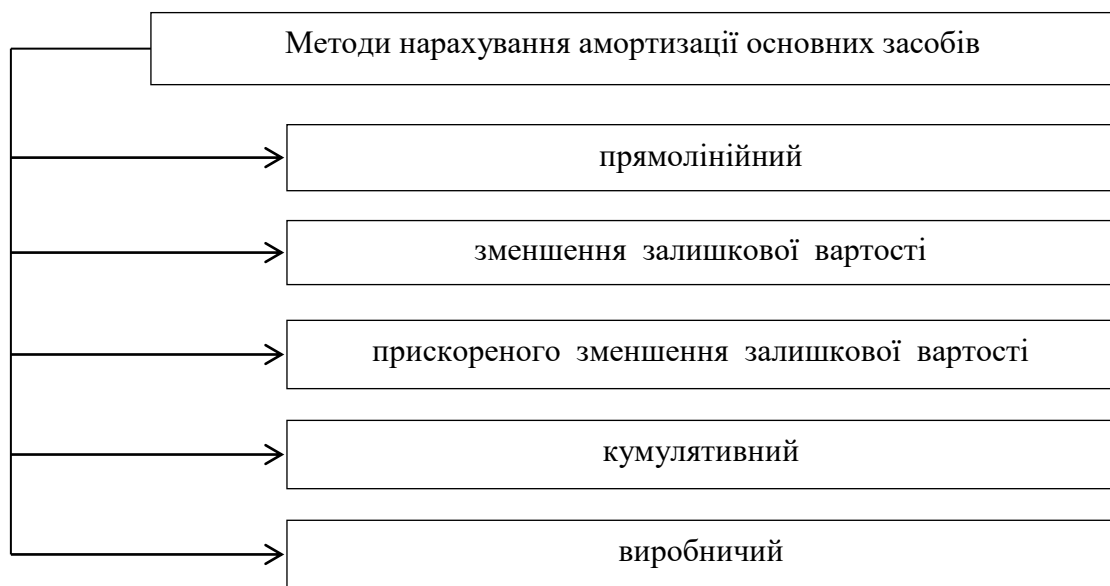 Методи нарахування амортизації основних засобів
прямолінійний
зменшення залишкової вартості
прискореного зменшення залишкової вартості
кумулятивний
виробничий